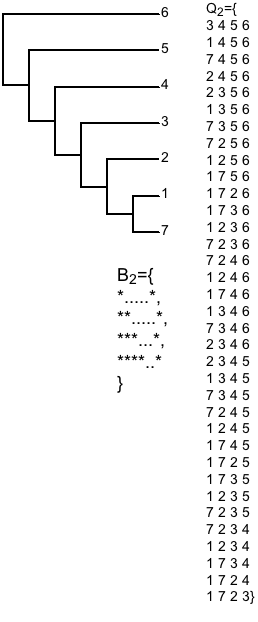 6
5
4
3
2
1
7
B2={
*.....*,
**.....*,
***...*,
****..*
}
Q2={
3 4 5 6
1 4 5 6
7 4 5 6
2 4 5 6
2 3 5 6
1 3 5 6
7 3 5 6
7 2 5 6
1 2 5 6
1 7 5 6
1 7 2 6
1 7 3 6
1 2 3 6
7 2 3 6
7 2 4 6
1 2 4 6
1 7 4 6
1 3 4 6
7 3 4 6
2 3 4 6
2 3 4 5
1 3 4 5
7 3 4 5
7 2 4 5
1 2 4 5
1 7 4 5
1 7 2 5
1 7 3 5
1 2 3 5
7 2 3 5
7 2 3 4
1 2 3 4
1 7 3 4
1 7 2 4
1 7 2 3}